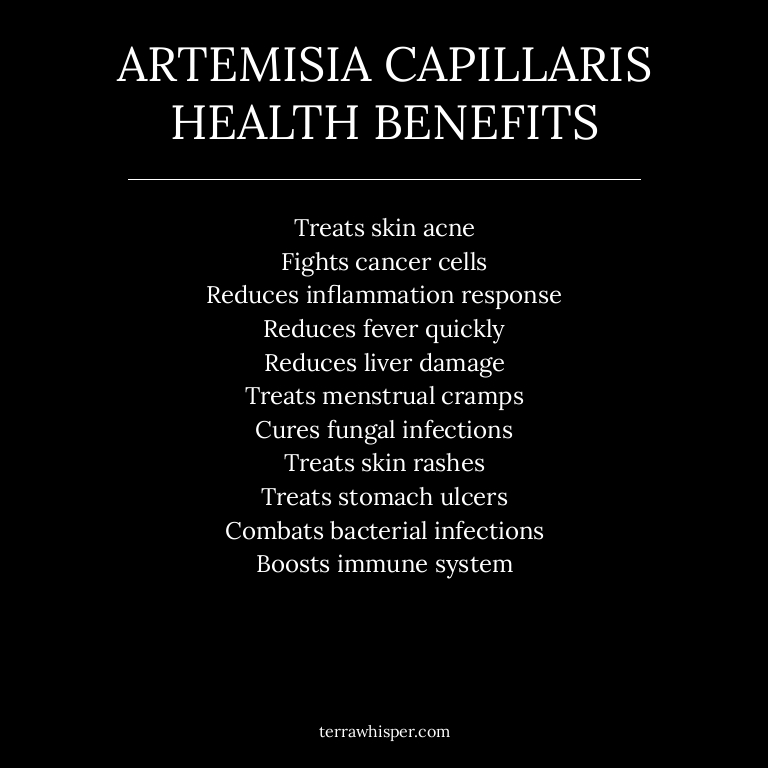 ARTEMISIA CAPILLARIS
HEALTH BENEFITS
Treats skin acne
Fights cancer cells
Reduces inflammation response
Reduces fever quickly
Reduces liver damage
Treats menstrual cramps
Cures fungal infections
Treats skin rashes
Treats stomach ulcers
Combats bacterial infections
Boosts immune system
terrawhisper.com